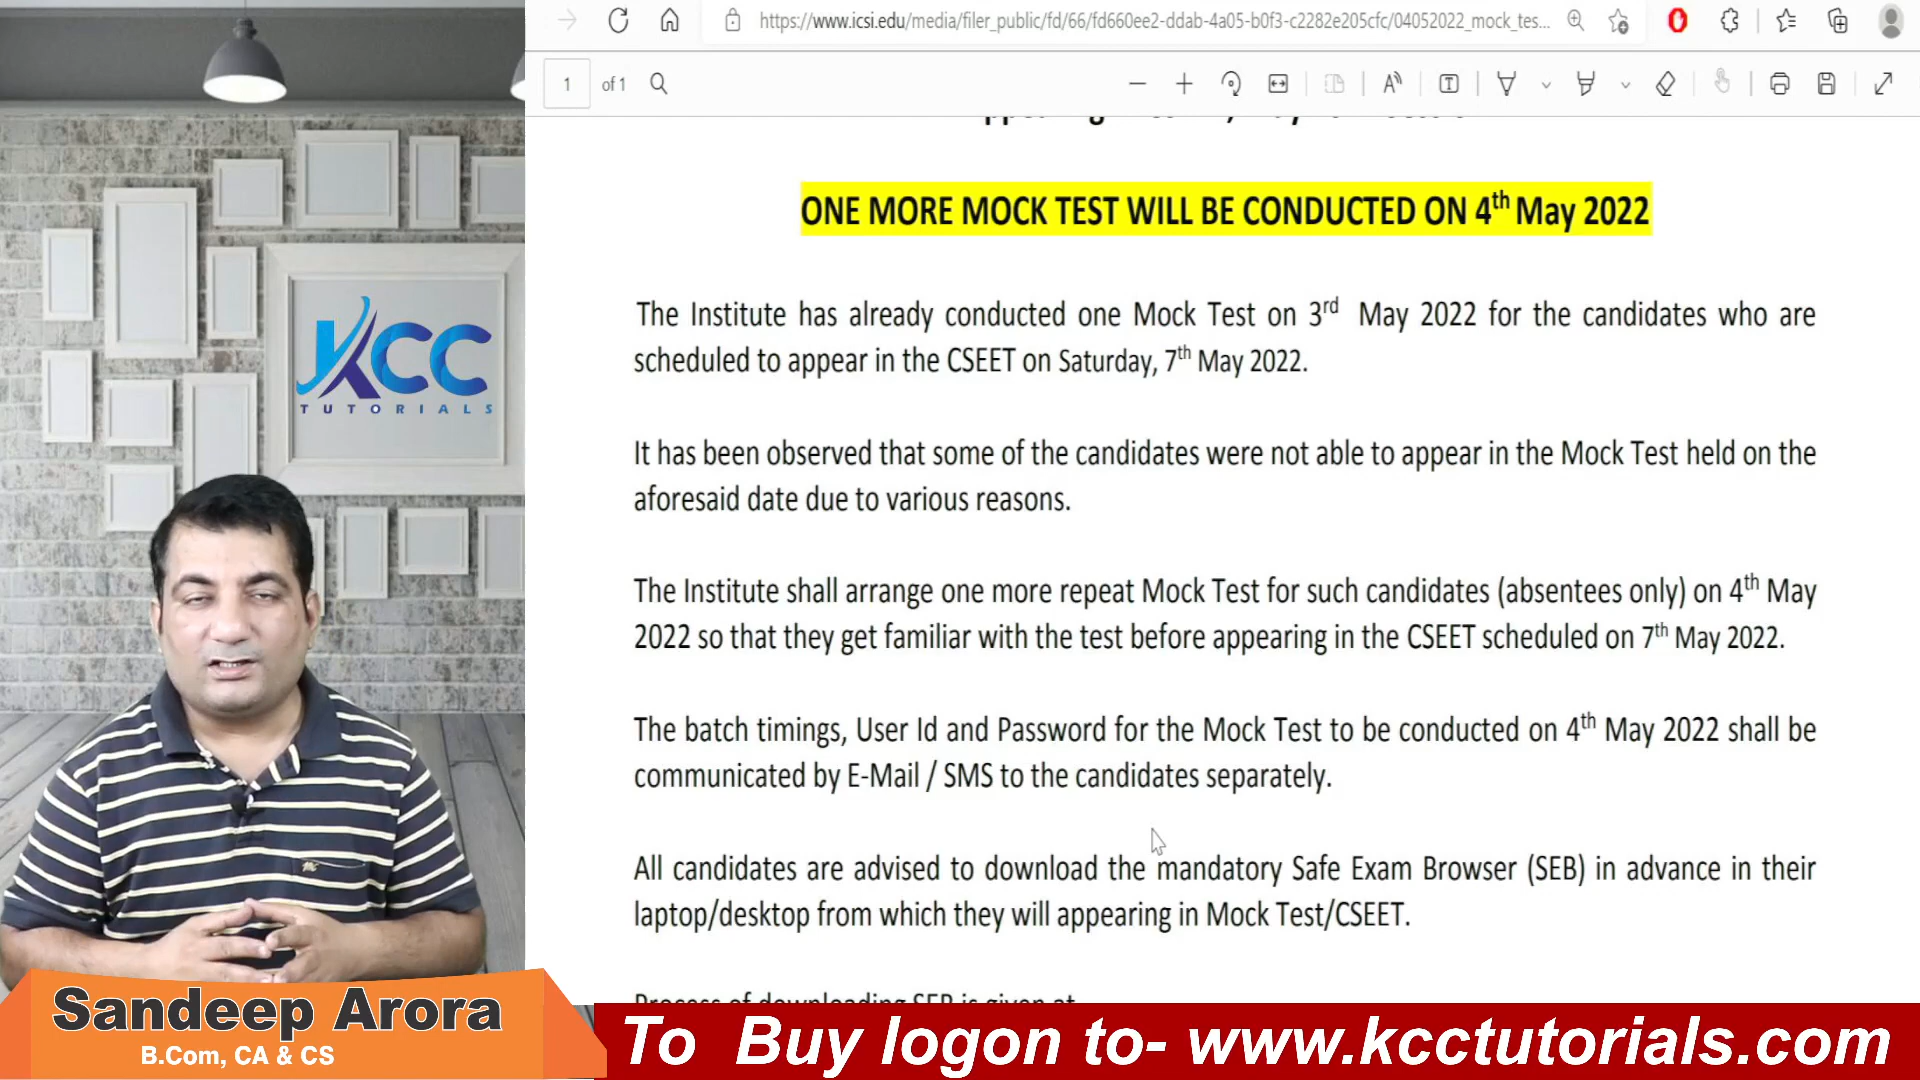 https://www.icsi.edu/media/filer_public/fd/66/fd660ee2-ddab-4a05-b0f3-c2282e205cfc/04052022_mock_tes...
1 of 1
ONE MORE MOCK TEST WILL BE CONDUCTED ON 4th May 2022
The Institute has already conducted one Mock Test on 3rd May 2022 for the candidates who are
scheduled to appear in the CSEET on Saturday, 7th May 2022.
It has been observed that some of the candidates were not able to appear in the Mock Test held on the
aforesaid date due to various reasons.
The Institute shall arrange one more repeat Mock Test for such candidates (absentees only) on 4th May
2022 so that they get familiar with the test before appearing in the CSEET scheduled on 7th May 2022.
The batch timings, User Id and Password for the Mock Test to be conducted on 4th May 2022 shall be
communicated by E-Mail / SMS to the candidates separately.
All candidates are advised to download the mandatory Safe Exam Browser (SEB) in advance in their
laptop/desktop from which they will appearing in Mock Test/CSEET.
Process of downloading SEB is given at
KCC
TUTORIALS
Sandeep Arora
B.Com, CA & CS
To Buy logon to- www.kcctutorials.com